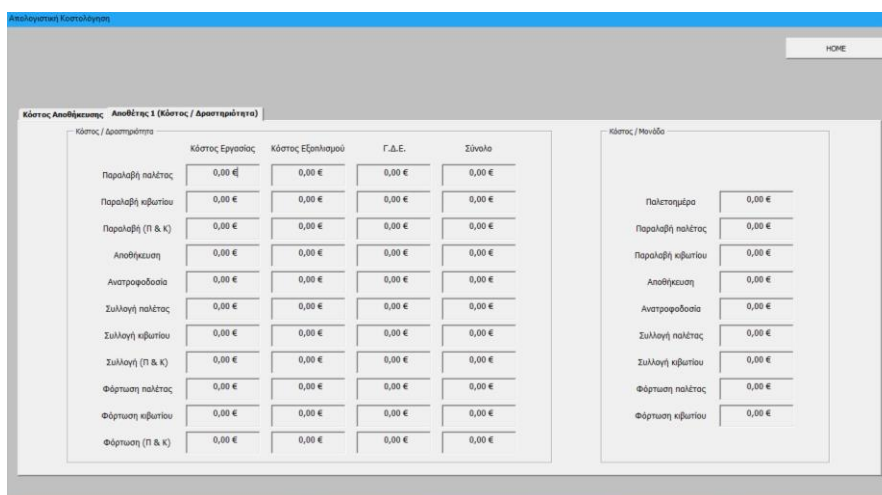 Απολογιστική Κοστολόγηση
HOME
Κόστος Αποθήκευσης Αποθέτης 1 (Κόστος / Δραστηριότητα)
Κόστος / Δραστηριότητα
Κόστος Εργασίας Κόστος Εξοπλισμού Γ.Δ.Ε. Σύνολο
Παραλαβή παλέτας 0,00 € 0,00 € 0,00 € 0,00 €
Παραλαβή κιβωτίου 0,00 € 0,00 € 0,00 € 0,00 €
Παραλαβή (Π & Κ) 0,00 € 0,00 € 0,00 € 0,00 €
Αποθήκευση 0,00 € 0,00 € 0,00 € 0,00 €
Ανατροφοδοσία 0,00 € 0,00 € 0,00 € 0,00 €
Συλλογή παλέτας 0,00 € 0,00 € 0,00 € 0,00 €
Συλλογή κιβωτίου 0,00 € 0,00 € 0,00 € 0,00 €
Συλλογή (Π & Κ) 0,00 € 0,00 € 0,00 € 0,00 €
Φόρτωση παλέτας 0,00 € 0,00 € 0,00 € 0,00 €
Φόρτωση κιβωτίου 0,00 € 0,00 € 0,00 € 0,00 €
Φόρτωση (Π & Κ) 0,00 € 0,00 € 0,00 € 0,00 €
Κόστος / Μονάδα
Παλετοημέρα 0,00 €
Παραλαβή παλέτας 0,00 €
Παραλαβή κιβωτίου 0,00 €
Αποθήκευση 0,00 €
Ανατροφοδοσία 0,00 €
Συλλογή παλέτας 0,00 €
Συλλογή κιβωτίου 0,00 €
Φόρτωση παλέτας 0,00 €
Φόρτωση κιβωτίου 0,00 €